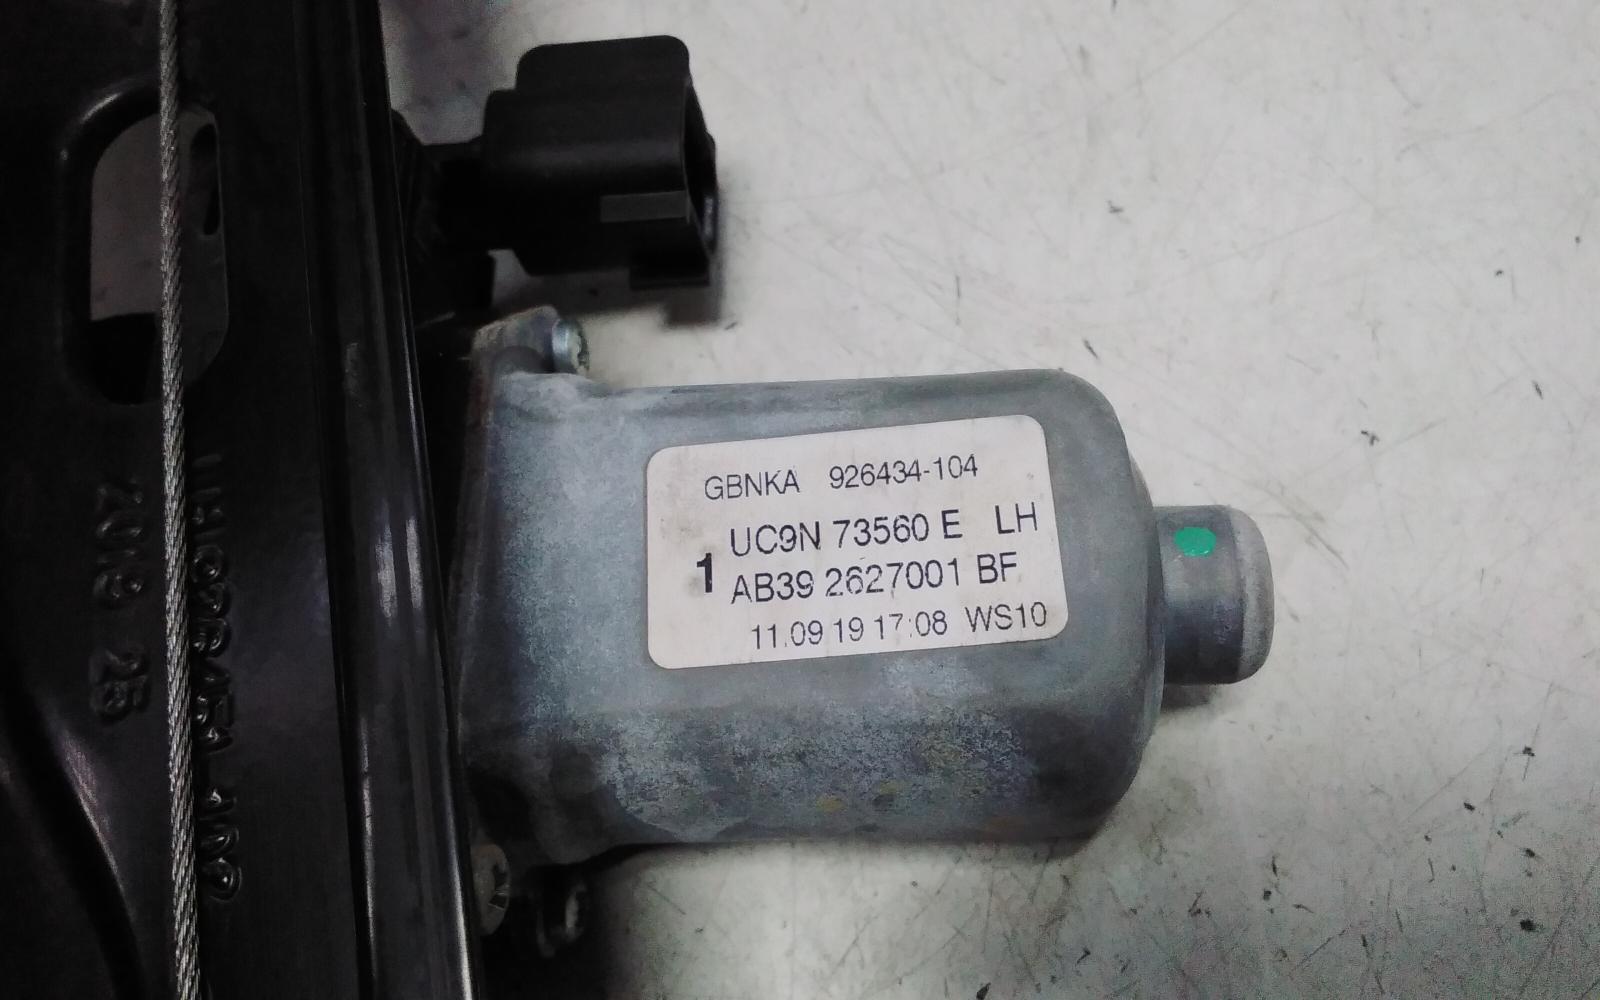 GBNKA 926434-104
UC9N 73560 E LH
1
AB39 2627001 BF
11.09 19 17:08 WS10